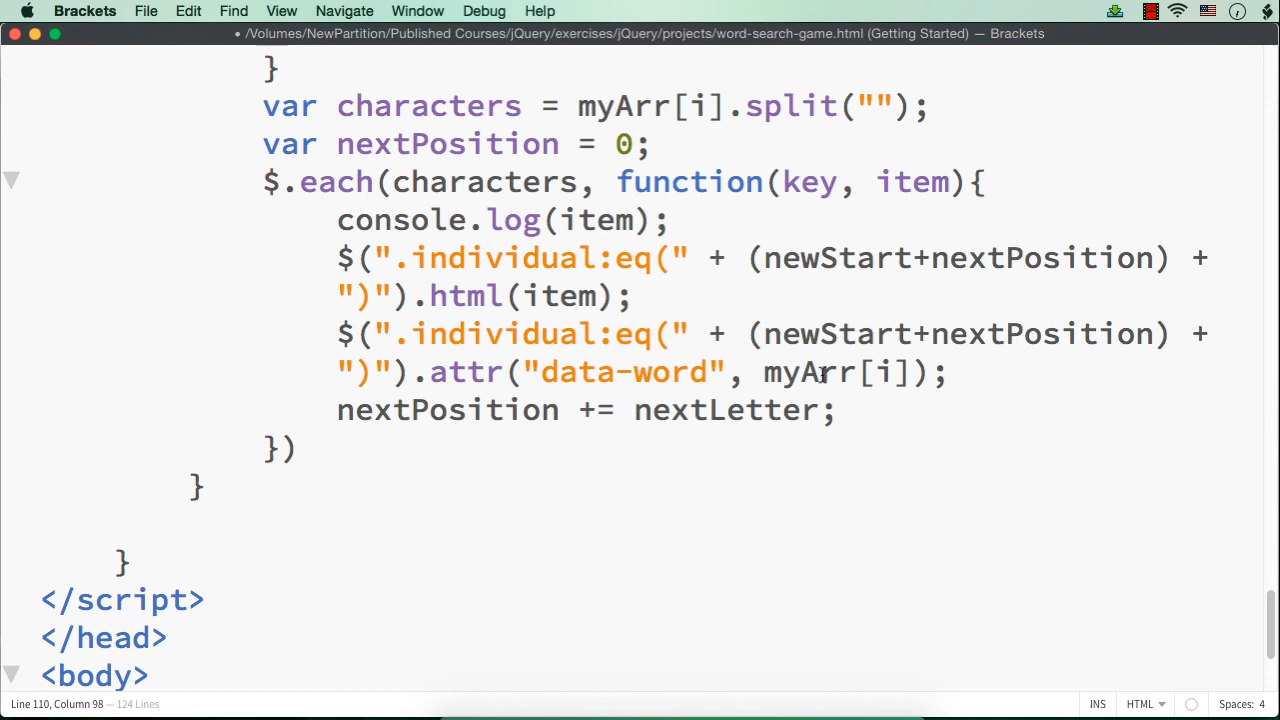 Brackets File Edit Find View Navigate Window Debug Help
• /Volumes/NewPartition/Published Courses/jQuery/exercises/jQuery/projects/word-search-game.html (Getting Started) — Brackets
}
var characters = myArr[i].split("");
var nextPosition = 0;
$.each(characters, function(key, item){
console.log(item);
$(".individual:eq(" + (newStart+nextPosition) +
")").html(item);
$(".individual:eq(" + (newStart+nextPosition) +
")").attr("data-word", myArr[i]);
nextPosition += nextLetter;
})
}
}
</script>
</head>
<body>
Line 110, Column 98 — 124 Lines
INS HTML Spaces: 4